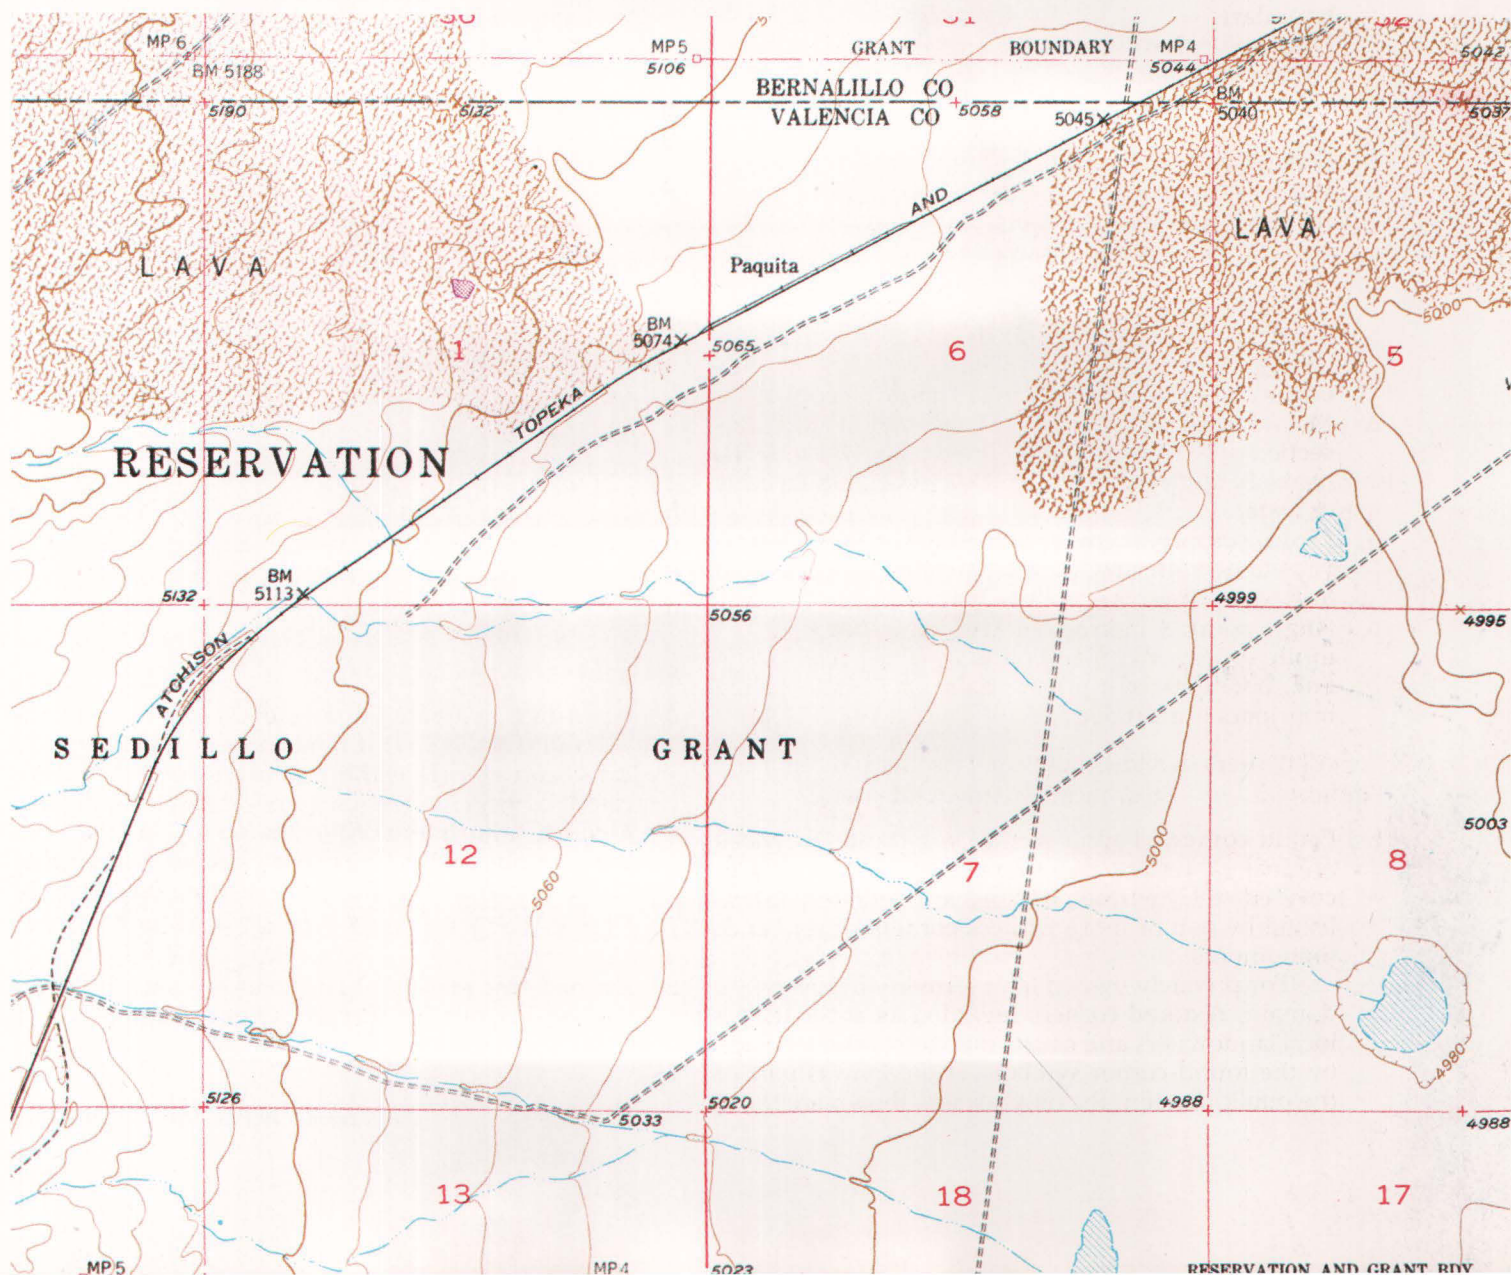 MP 6
BM 5188
5190
5132
MP 5
5106
GRANT BOUNDARY
MP 4
5044
5042
BERNALILLO CO
VALENCIA CO
5058
5045
BM
5040
5037
LAVA
LAVA
AND
Paquita
BM
5074
5065
1
6
5
5000
TOPEKA
RESERVATION
BM
5113
5132
5056
4999
4995
ATCHISON
SEDILLO GRANT
12
7
8
5060
5000
5003
4980
5126
5033
5020
4988
4988
13
18
17
MP 5
MP 4
5023
RESERVATION AND GRANT BDY